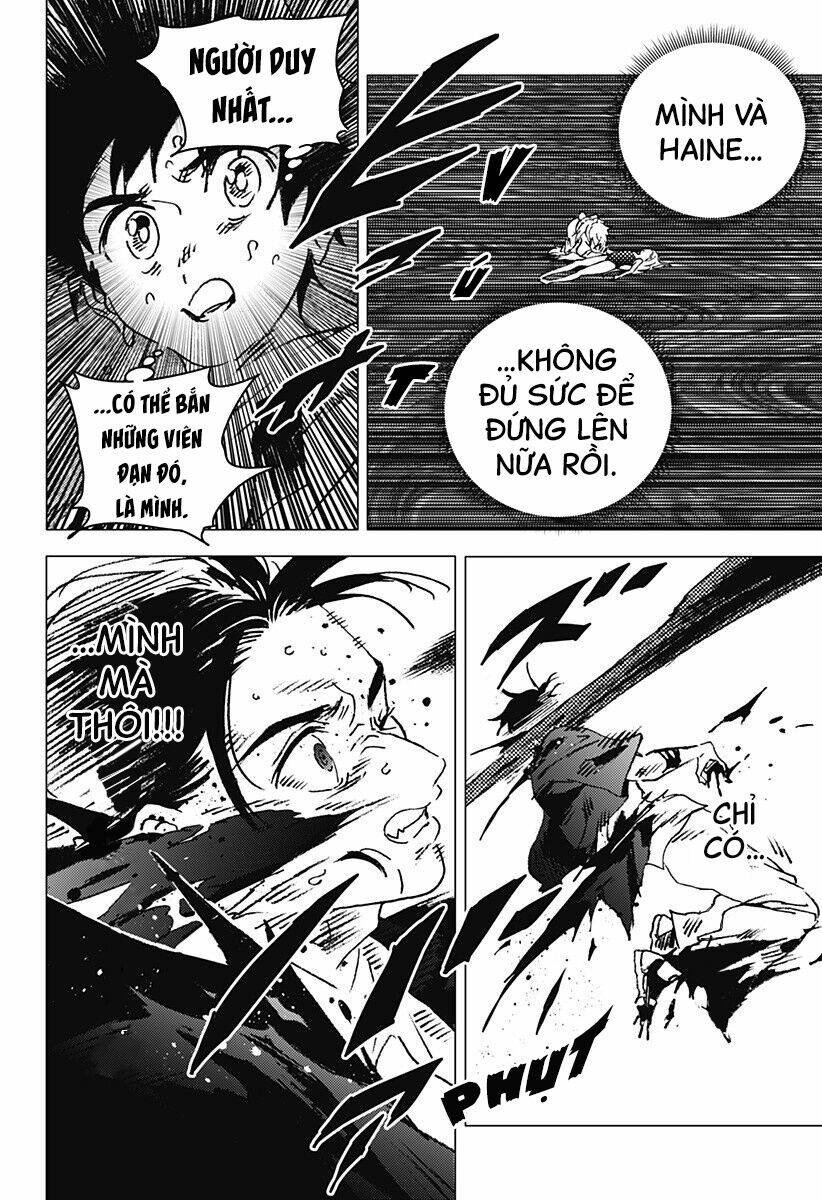 MÌNH VÀ
HAINE...
...KHÔNG
ĐỦ SỨC ĐỂ
ĐỨNG LÊN
NỮA RỒI.
VÚT
NGƯỜI DUY
NHẤT...
...CÓ THỂ BẮN
NHỮNG VIÊN
ĐẠN ĐÓ,
LÀ MÌNH.
CHỈ
CÓ...
PHỤT
...MÌNH
MÀ
THÔI!!!